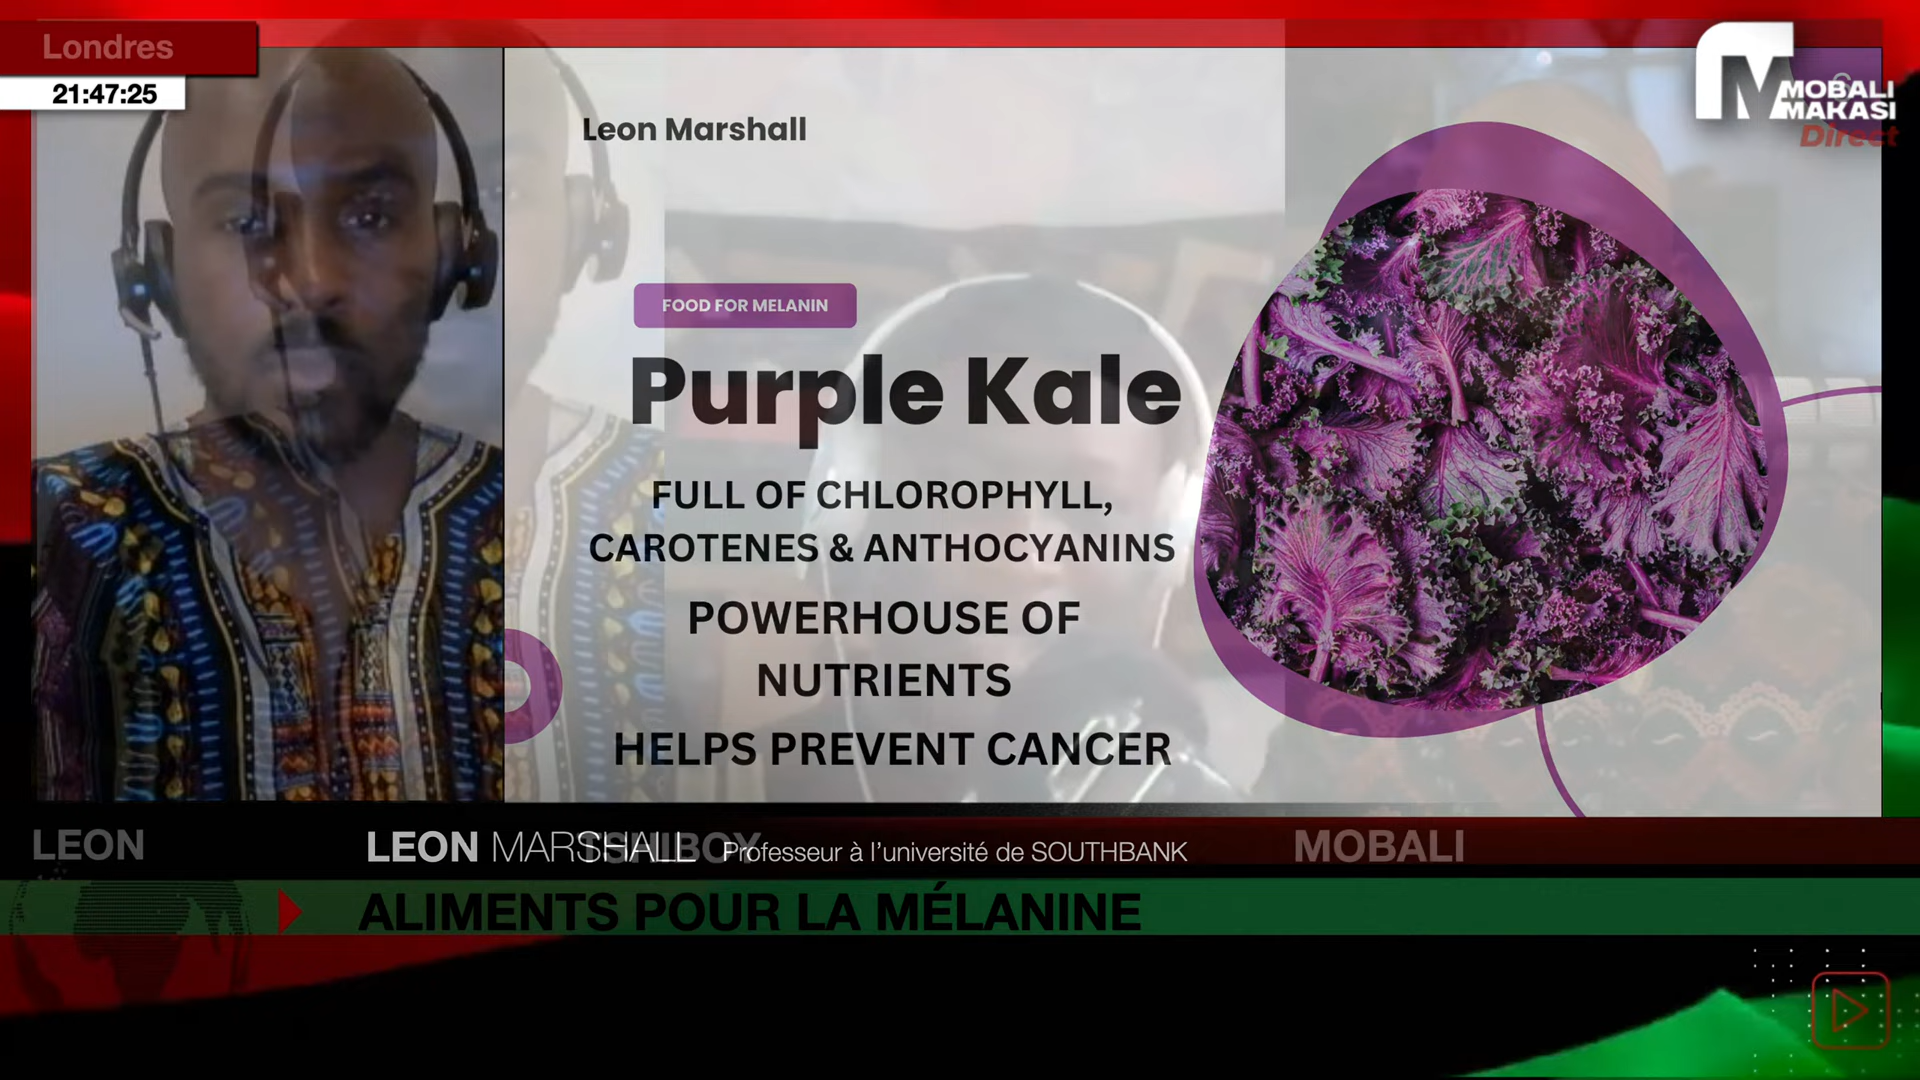 Londres
21:47:25
MOBALI
MAKASI
Direct
Leon Marshall
FOOD FOR MELANIN
Purple Kale
FULL OF CHLOROPHYLL,
CAROTENES & ANTHOCYANINS
POWERHOUSE OF
NUTRIENTS
HELPS PREVENT CANCER
LEON
LEON MARSHALL Professeur à l'université de SOUTHBANK
MOBALI
ALIMENTS POUR LA MÉLANINE